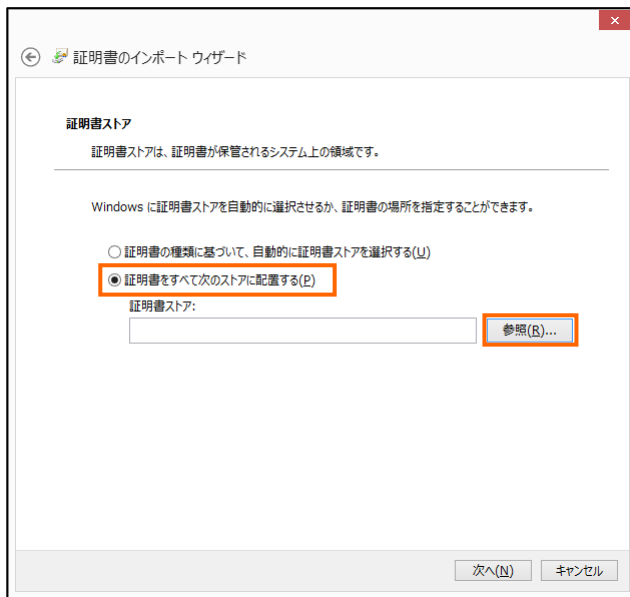 証明書のインポート ウィザード
証明書ストア
証明書ストアは、証明書が保管されるシステム上の領域です。
Windows に証明書ストアを自動的に選択させるか、証明書の場所を指定することができます。
証明書の種類に基づいて、自動的に証明書ストアを選択する(U)
証明書をすべて次のストアに配置する(P)
証明書ストア:
参照(R)...
次へ(N) キャンセル